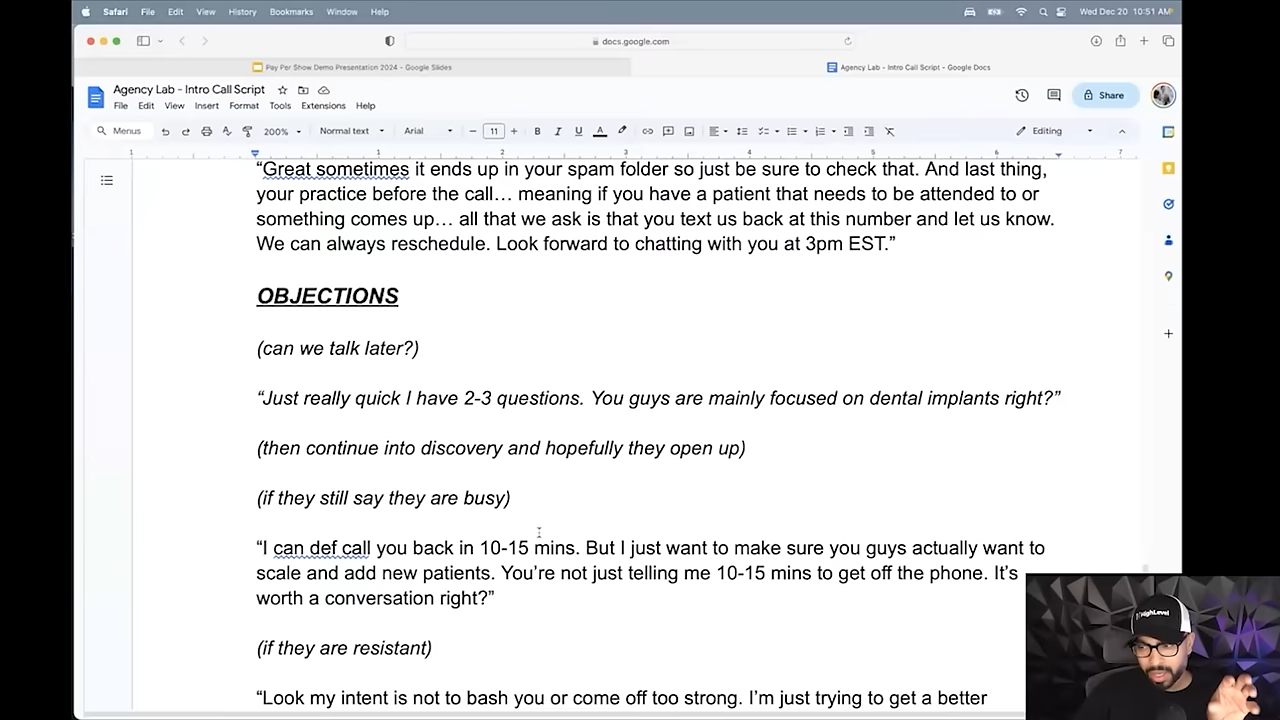 Safari File Edit View History Bookmarks Window Help Wed Dec 20 10:51 AM
docs.google.com
Pay Per Show Demo Presentation 2024 - Google Slides Agency Lab - Intro Call Script - Google Docs
Agency Lab - Intro Call Script
File Edit View Insert Format Tools Extensions Help
Share
Menus 200% Normal text Arial 11 B I U A Editing
1 1 2 3 4 5 6 7
“Great sometimes it ends up in your spam folder so just be sure to check that. And last thing,
your practice before the call… meaning if you have a patient that needs to be attended to or
something comes up… all that we ask is that you text us back at this number and let us know.
We can always reschedule. Look forward to chatting with you at 3pm EST.”
OBJECTIONS
(can we talk later?)
“Just really quick I have 2-3 questions. You guys are mainly focused on dental implants right?”
(then continue into discovery and hopefully they open up)
(if they still say they are busy)
“I can def call you back in 10-15 mins. But I just want to make sure you guys actually want to
scale and add new patients. You’re not just telling me 10-15 mins to get off the phone. It’s
worth a conversation right?”
(if they are resistant)
“Look my intent is not to bash you or come off too strong. I’m just trying to get a better